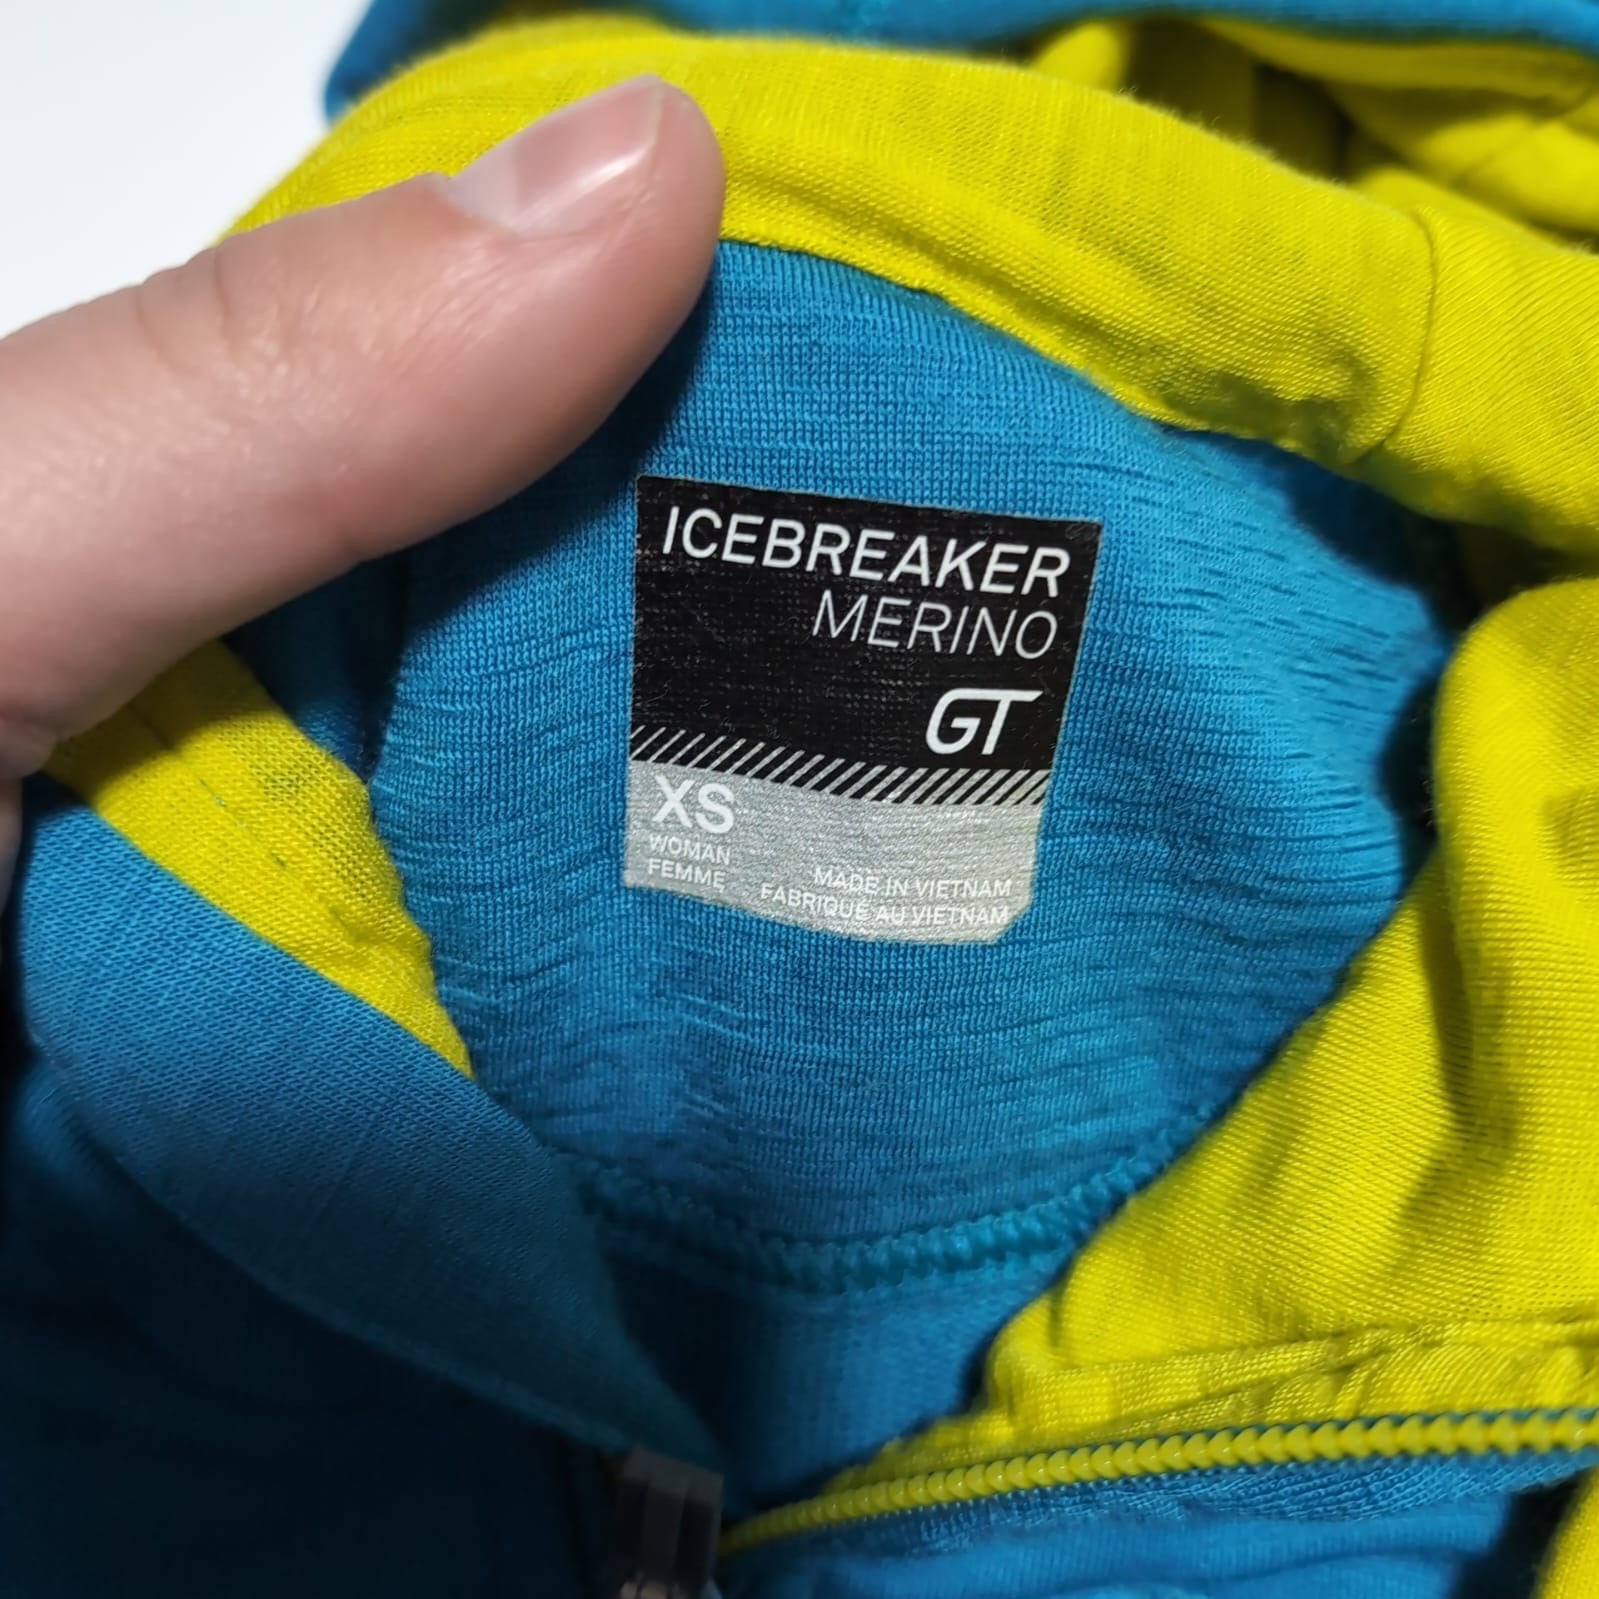 ICEBREAKER
MERINO
GT
XS
WOMAN
FEMME
MADE IN VIETNAM
FABRIQUÉ AU VIETNAM